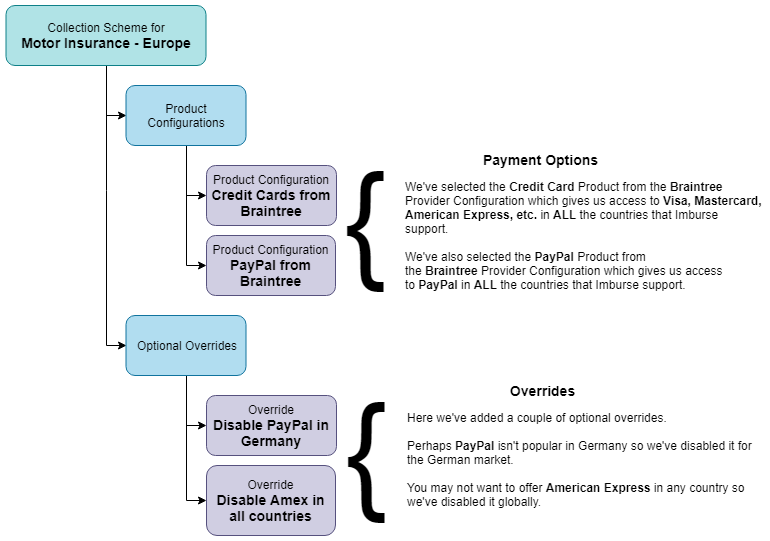 Collection Scheme for
Motor Insurance - Europe
Product
Configurations
Product Configuration
Credit Cards from
Braintree
Product Configuration
PayPal from
Braintree
Payment Options
We've selected the Credit Card Product from the Braintree
Provider Configuration which gives us access to Visa, Mastercard,
American Express, etc. in ALL the countries that Imburse
support.
We've also selected the PayPal Product from
the Braintree Provider Configuration which gives us access
to PayPal in ALL the countries that Imburse support.
Optional Overrides
Override
Disable PayPal in
Germany
Override
Disable Amex in
all countries
Overrides
Here we've added a couple of optional overrides.
Perhaps PayPal isn't popular in Germany so we've disabled it for
the German market.
You may not want to offer American Express in any country so
we've disabled it globally.